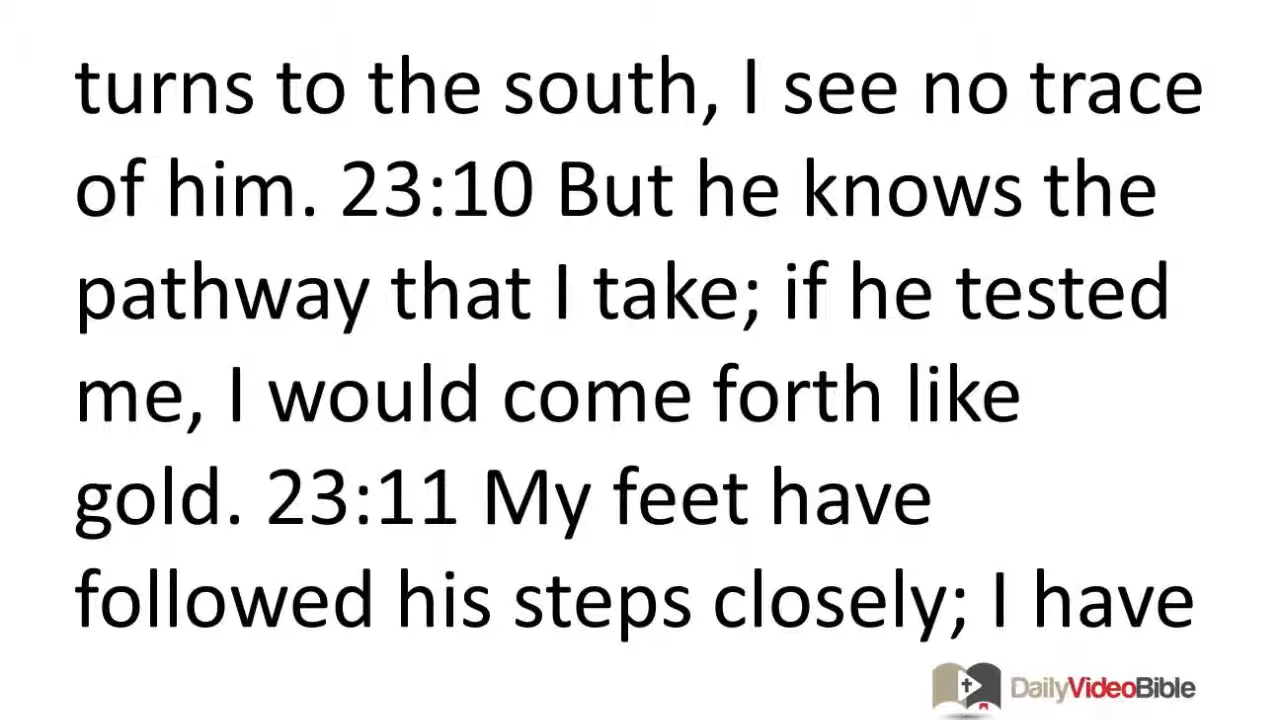 turns to the south, I see no trace
of him. 23:10 But he knows the
pathway that I take; if he tested
me, I would come forth like
gold. 23:11 My feet have
followed his steps closely; I have
DailyVideoBible